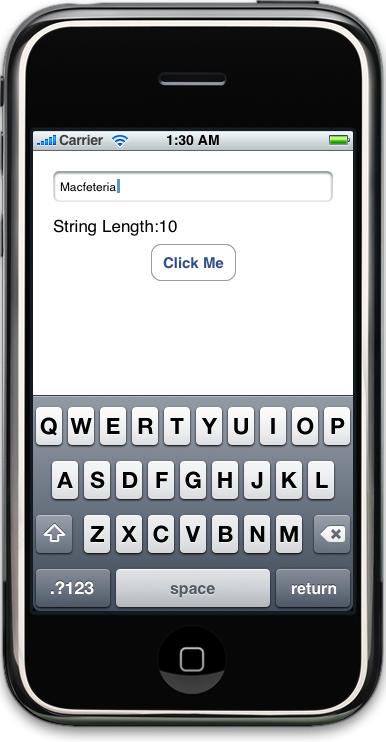 Carrier 1:30 AM
Macfeteria
String Length:10
Click Me
Q W E R T Y U I O P
A S D F G H J K L
Z X C V B N M
.?123 space return